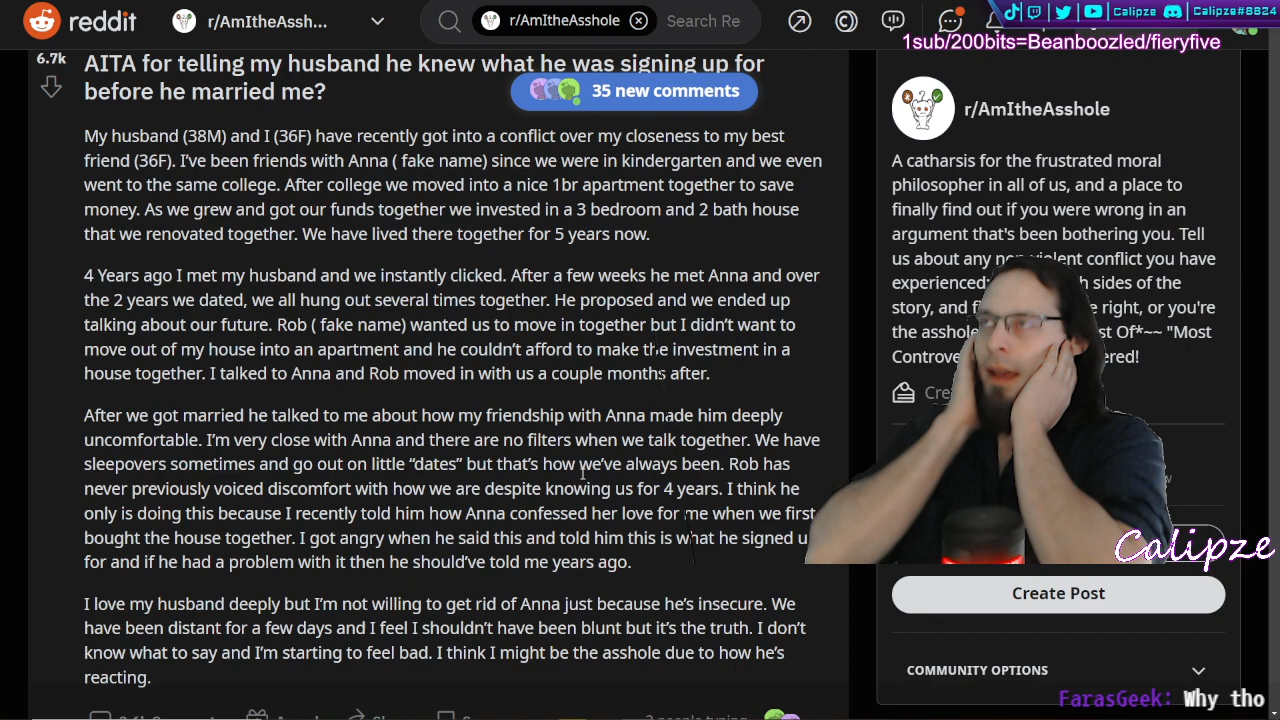 reddit
r/AmItheAssh...
r/AmItheAsshole
Search Re
Calipze
Calipze#8824
1sub/200bits=Beanboozled/fieryfive
6.7k
AITA for telling my husband he knew what he was signing up for
before he married me?
35 new comments
My husband (38M) and I (36F) have recently got into a conflict over my closeness to my best
friend (36F). I've been friends with Anna ( fake name) since we were in kindergarten and we even
went to the same college. After college we moved into a nice 1br apartment together to save
money. As we grew and got our funds together we invested in a 3 bedroom and 2 bath house
that we renovated together. We have lived there together for 5 years now.
4 Years ago I met my husband and we instantly clicked. After a few weeks he met Anna and over
the 2 years we dated, we all hung out several times together. He proposed and we ended up
talking about our future. Rob ( fake name) wanted us to move in together but I didn't want to
move out of my house into an apartment and he couldn't afford to make the investment in a
house together. I talked to Anna and Rob moved in with us a couple months after.
After we got married he talked to me about how my friendship with Anna made him deeply
uncomfortable. I'm very close with Anna and there are no filters when we talk together. We have
sleepovers sometimes and go out on little “dates” but that's how we've always been. Rob has
never previously voiced discomfort with how we are despite knowing us for 4 years. I think he
only is doing this because I recently told him how Anna confessed her love for me when we first
bought the house together. I got angry when he said this and told him this is what he signed u
for and if he had a problem with it then he should've told me years ago.
I love my husband deeply but I'm not willing to get rid of Anna just because he's insecure. We
have been distant for a few days and I feel I shouldn't have been blunt but it's the truth. I don't
know what to say and I'm starting to feel bad. I think I might be the asshole due to how he's
reacting.
r/AmItheAsshole
A catharsis for the frustrated moral
philosopher in all of us, and a place to
finally find out if you were wrong in an
argument that's been bothering you. Tell
us about any non violent conflict you have
experienced; h sides of the
story, and fi e right, or you're
the asshole st Of*~~ "Most
Controve ered!
Cre
Calipze
Create Post
COMMUNITY OPTIONS
FarasGeek: Why tho